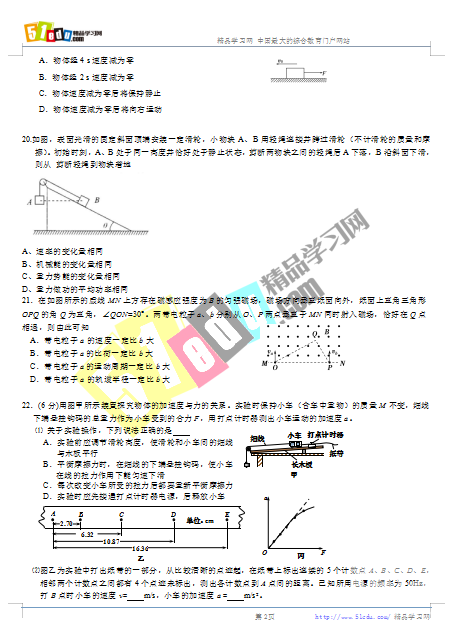 51edu.com 精品学习网
精品学习网 中国最大的综合教育门户网站
A．物体经 4 s 速度减为零
B．物体经 2 s 速度减为零
C．物体速度减为零后将保持静止
D．物体速度减为零后将向右运动
F
20.如图，表面光滑的固定斜面顶端安装一定滑轮，小物块 A、B 用轻绳连接并跨过滑轮（不计滑轮的质量和摩
擦）。初始时刻，A、B 处于同一高度并恰好处于静止状态。剪断两物块之间的轻绳后 A 下落，B 沿斜面下滑，
则从 剪断轻绳到物块着地
A
B
A、速率的变化量相同
B、机械能的变化量相同
C、重力势能的变化量相同
D、重力做功的平均功率相同
21．在如图所示的虚线 MN 上方存在磁感应强度为 B 的匀强磁场，磁场方向垂直纸面向外，纸面上直角三角形
OPQ 的角 Q 为直角，∠QON=30°。两带电粒子 a、b 分别从 O、P 两点垂直于 MN 同时射入磁场，恰好在 Q 点
相遇，则由此可知
A．带电粒子 a 的速度一定比 b 大
B．带电粒子 a 的比荷一定比 b 大
C．带电粒子 a 的运动周期一定比 b 大
D．带电粒子 a 的轨道半径一定比 b 大
Q
B
M O P N
22．(6 分)用图甲所示装置探究物体的加速度与力的关系。实验时保持小车（含车中重物）的质量 M 不变，细线
下端悬挂钩码的总重力作为小车受到的合力 F，用打点计时器测出小车运动的加速度 a。
⑴ 关于实验操作，下列说法正确的是
A．实验前应调节滑轮高度，使滑轮和小车间的细线
与木板平行
B．平衡摩擦力时，在细线的下端悬挂钩码，使小车
在线的拉力作用下能匀速下滑
C．每次改变小车所受的拉力后都要重新平衡摩擦力
D．实验时应先接通打点计时器电源，后释放小车
细线 小车 打点计时器
纸带
长木板
甲
A B C D E
2.70
单位：cm
6.32
10.87
16.36
乙
a
O F
丙
⑵图乙为实验中打出纸带的一部分，从比较清晰的点迹起，在纸带上标出连续的 5 个计数点 A、B、C、D、E，
相邻两个计数点之间都有 4 个点迹未标出，测出各计数点到 A 点间的距离。已知所用电源的频率为 50Hz，
打 B 点时小车的速度 v= m/s，小车的加速度 a= m/s²。
第 2页
http://www.51edu.com/ 精品学习网